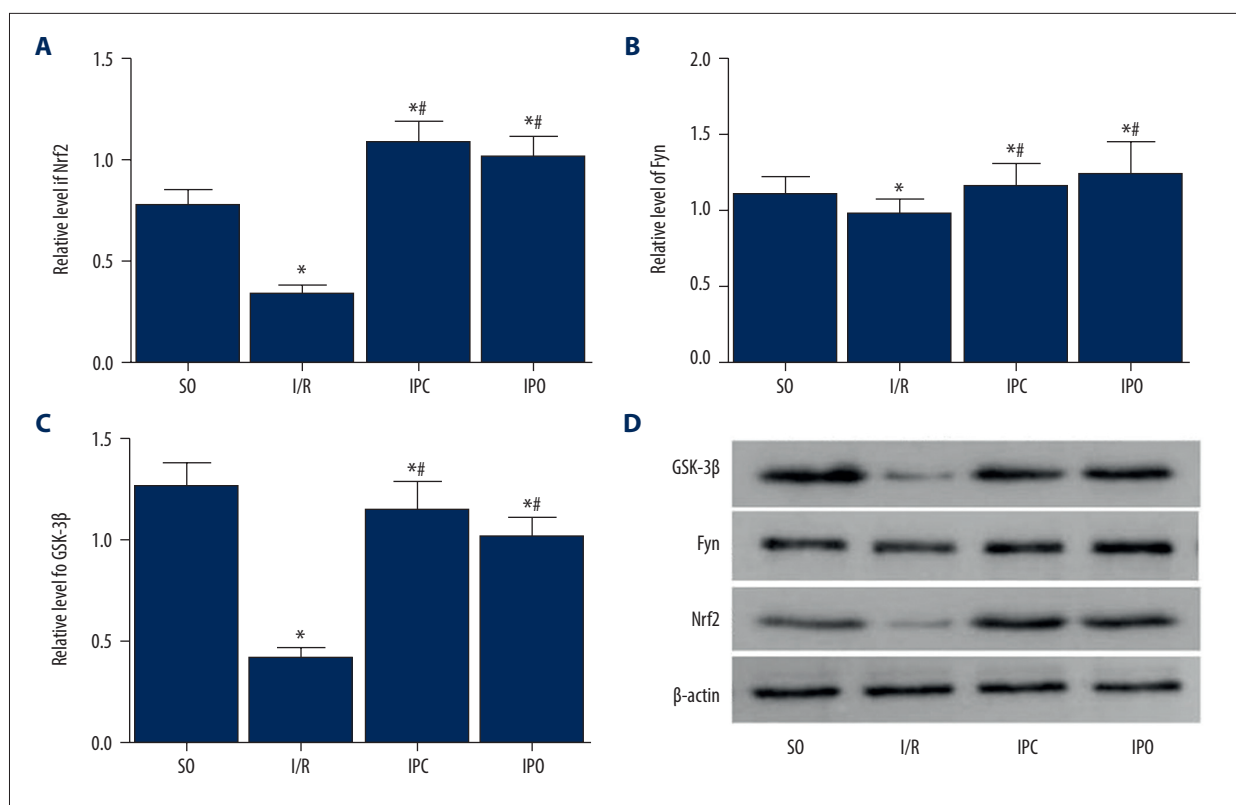 A
Relative level if Nrf2
1.5
1.0
0.5
0.0
*
*#
*#
SO I/R IPC IPO
B
Relative level of Fyn
2.0
1.5
1.0
0.5
0.0
*
*#
*#
SO I/R IPC IPO
C
Relative level fo GSK-3β
1.5
1.0
0.5
0.0
*
*#
*#
SO I/R IPC IPO
D
GSK-3β
Fyn
Nrf2
β-actin
SO I/R IPC IPO